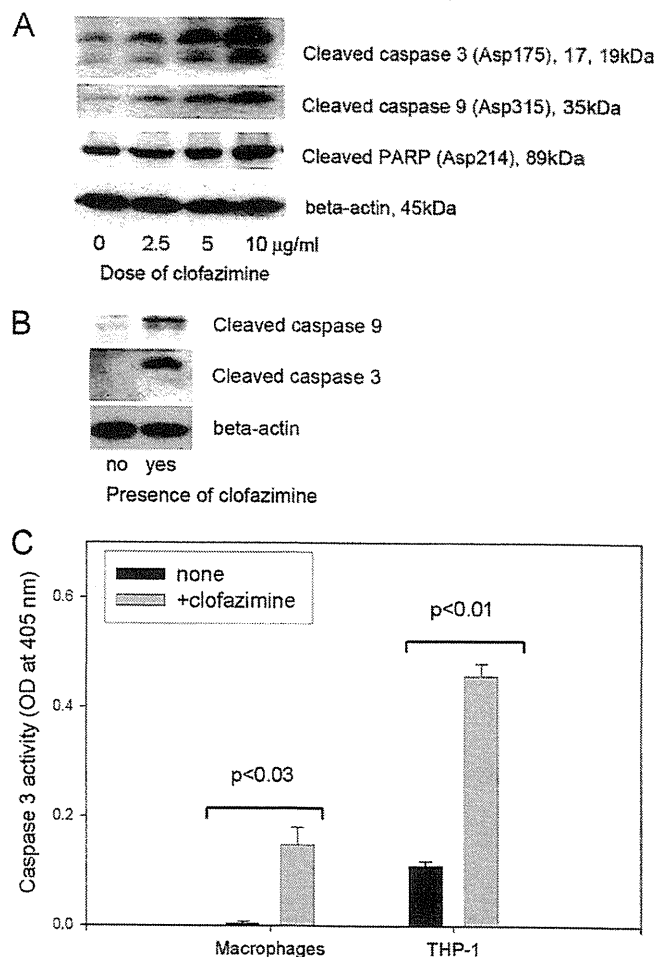 A
Cleaved caspase 3 (Asp175), 17, 19kDa
Cleaved caspase 9 (Asp315), 35kDa
Cleaved PARP (Asp214), 89kDa
beta-actin, 45kDa
0 2.5 5 10 µg/ml
Dose of clofazimine
B
Cleaved caspase 9
Cleaved caspase 3
beta-actin
no yes
Presence of clofazimine
C
Caspase 3 activity (OD at 405 nm)
none
+clofazimine
0.6
p<0.01
0.4
p<0.03
0.2
0.0
Macrophages THP-1